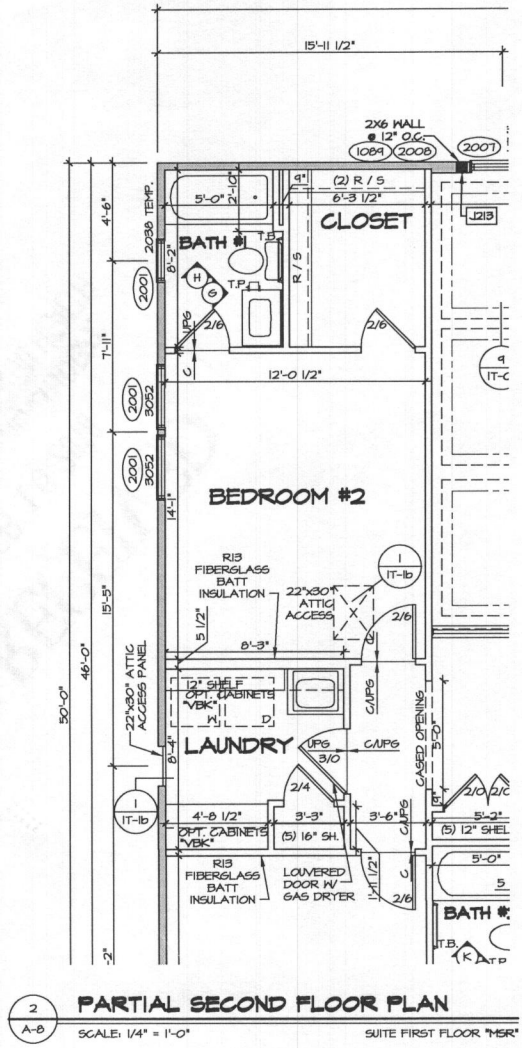 15'-11 1/2"
2X6 WALL
@ 12" O.C.
1089 2008 2007
J213
4'-6"
2038 TEMP.
5'-0"
2'-10"
9"
(2) R / S
6'-3 1/2"
CLOSET
BATH #1
T.B.
8'-2"
R / S
H
G
T.P.
2001
UPG
2/6
2/6
C
7'-11"
12'-0 1/2"
9
2001
3052
2001
3052
BEDROOM #2
14'-1"
R13
FIBERGLASS
BATT
INSULATION
22"x30"
ATTIC
ACCESS
1
IT-1b
X
2/6
15'-5"
5 1/2"
8'-3"
50'-0"
46'-0"
22"x30" ATTIC
ACCESS PANEL
12" SHELF
OPT. CABINETS
"VBK"
W
D
C/UPG
CASED OPENING
5'-0"
LAUNDRY
UPG
C/UPG
3/0
8'-4"
2/4
9"
2/0 2/0
1
IT-1b
4'-8 1/2"
3'-3"
3'-6"
C/UPG
5'-2"
OPT. CABINETS
"VBK"
(5) 16" SH.
(5) 12" SHEL
R13
FIBERGLASS
BATT
INSULATION
LOUVERED
DOOR W/
GAS DRYER
1'-11 1/2"
C
2/6
5'-0"
5
BATH #
T.B.
K
T.P.
-2"
2
A-8
PARTIAL SECOND FLOOR PLAN
SCALE: 1/4" = 1'-0"
SUITE FIRST FLOOR "MSR"